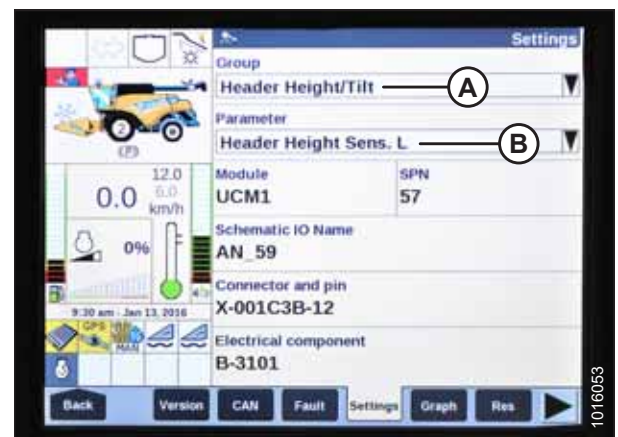 Settings
Group
Header Height/Tilt
A
Parameter
Header Height Sens. L
B
Module
SPN
UCM1
57
Schematic IO Name
AN_59
Connector and pin
X-001C3B-12
Electrical component
B-3101
2
(P)
12.0
6.0
0.0
km/h
0%
9:30 am Jan 13, 2016
GPS
MAN
Back
Version
CAN
Fault
Settings
Graph
Res
1016053